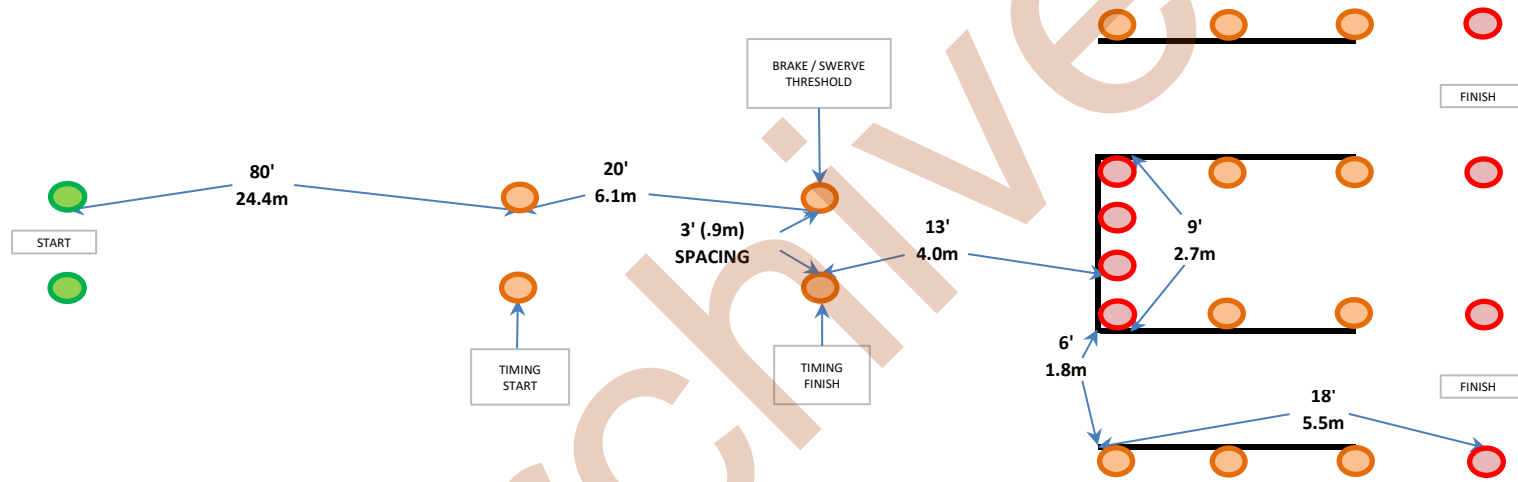 BRAKE / SWERVE
THRESHOLD
FINISH
80'
24.4m
20'
6.1m
START
3' (.9m)
SPACING
13'
4.0m
9'
2.7m
TIMING
START
TIMING
FINISH
6'
1.8m
FINISH
18'
5.5m